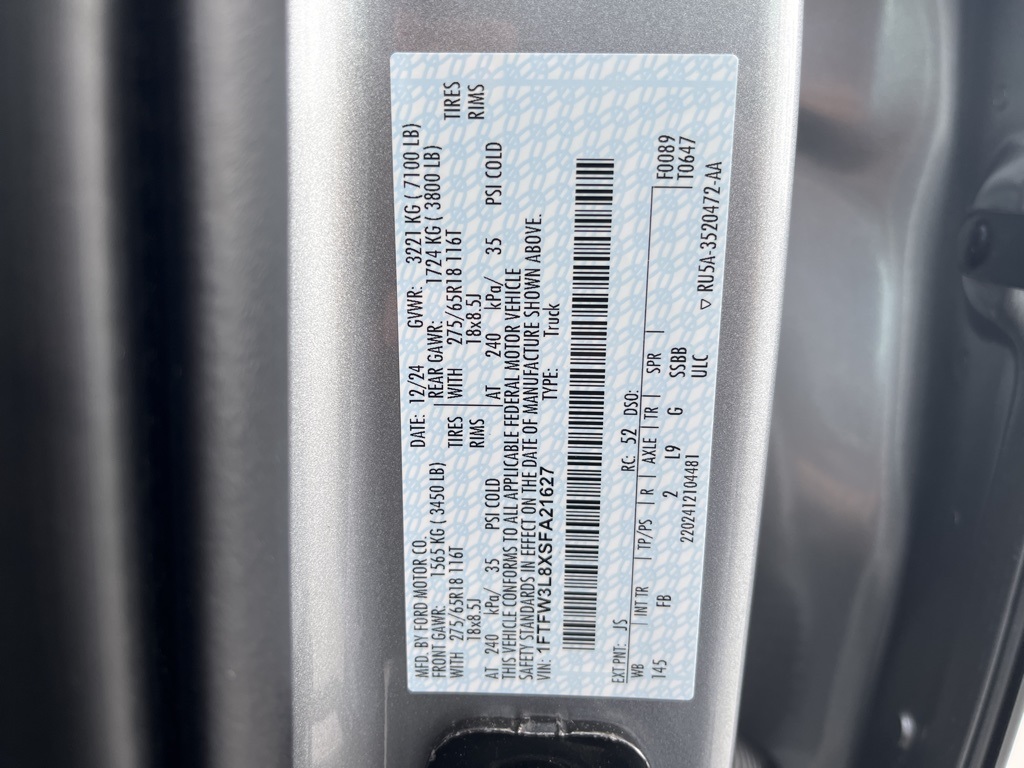 MFD. BY FORD MOTOR CO. DATE: 12/24 GVWR: 3221 KG ( 7100 LB)
FRONT GAWR: 1565 KG ( 3450 LB) REAR GAWR: 1724 KG ( 3800 LB)
WITH 275/65R18 116T TIRES WITH 275/65R18 116T TIRES
18x8.5J RIMS 18x8.5J RIMS
AT 240 kPa/ 35 PSI COLD AT 240 kPa/ 35 PSI COLD
THIS VEHICLE CONFORMS TO ALL APPLICABLE FEDERAL MOTOR VEHICLE
SAFETY STANDARDS IN EFFECT ON THE DATE OF MANUFACTURE SHOWN ABOVE.
VIN: 1FTFW3L8XSFA21627 TYPE: Truck
EXT PNT: JS RC: 52 DSO: F0089
WB | INT TR | TP/PS | R | AXLE | TR | SPR | T0647
145 FB 2 L9 G SSBB
2202412104481 ULC ▽ RU5A-3520472-AA